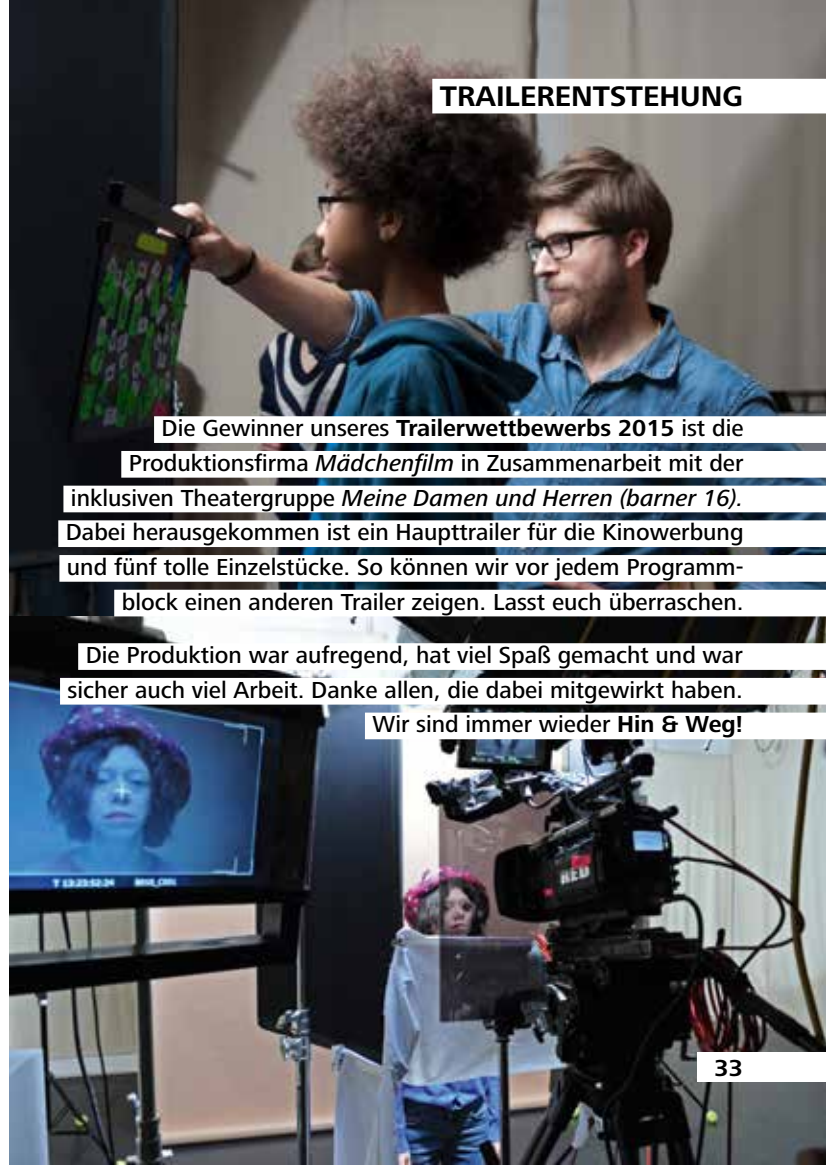 TRAILERENTSTEHUNG
Die Gewinner unseres Trailerwettbewerbs 2015 ist die
Produktionsfirma Mädchenfilm in Zusammenarbeit mit der
inklusiven Theatergruppe Meine Damen und Herren (barner 16).
Dabei herausgekommen ist ein Haupttrailer für die Kinowerbung
und fünf tolle Einzelstücke. So können wir vor jedem Programm-
block einen anderen Trailer zeigen. Lasst euch überraschen.
Die Produktion war aufregend, hat viel Spaß gemacht und war
sicher auch viel Arbeit. Danke allen, die dabei mitgewirkt haben.
Wir sind immer wieder Hin & Weg!
T 13:23:52:24
RED
33